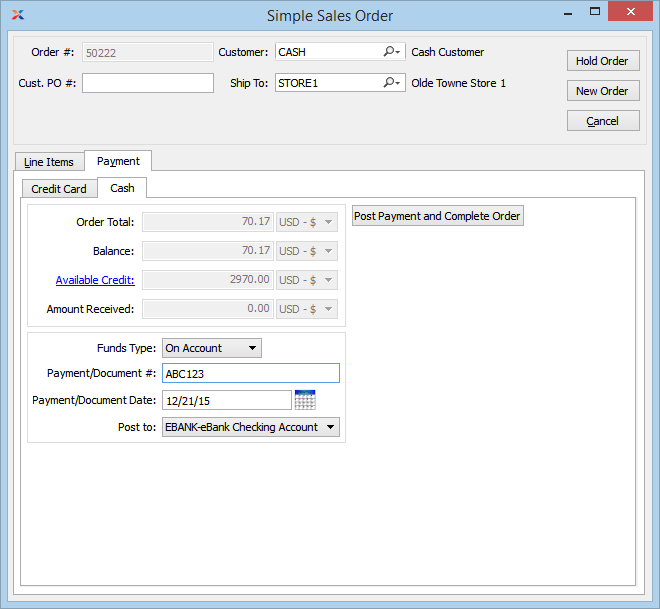 Simple Sales Order
Order #: 50222 Customer: CASH Cash Customer Hold Order
Cust. PO #: Ship To: STORE1 Olde Towne Store 1 New Order
Cancel
Line Items Payment
Credit Card Cash
Order Total: 70.17 USD - $ Post Payment and Complete Order
Balance: 70.17 USD - $
Available Credit: 2970.00 USD - $
Amount Received: 0.00 USD - $
Funds Type: On Account
Payment/Document #: ABC123
Payment/Document Date: 12/21/15
Post to: EBANK-eBank Checking Account